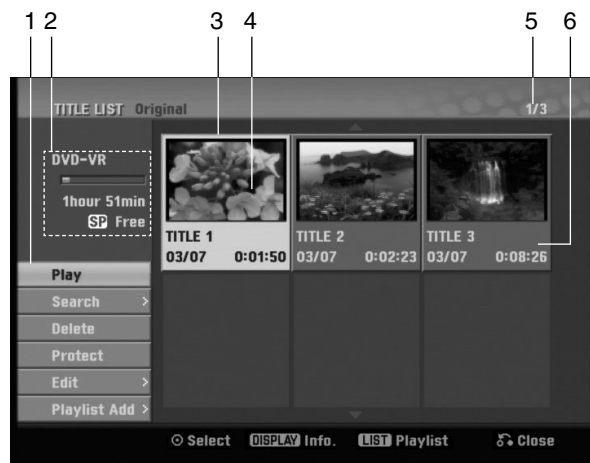 1 2 3 4 5 6
TITLE LIST Original 1/3
DVD-VR
1hour 51min
SP Free
TITLE 1
03/07 0:01:50
TITLE 2
03/07 0:02:23
TITLE 3
03/07 0:08:26
Play
Search >
Delete
Protect
Edit >
Playlist Add >
Select DISPLAY Info. LIST Playlist Close